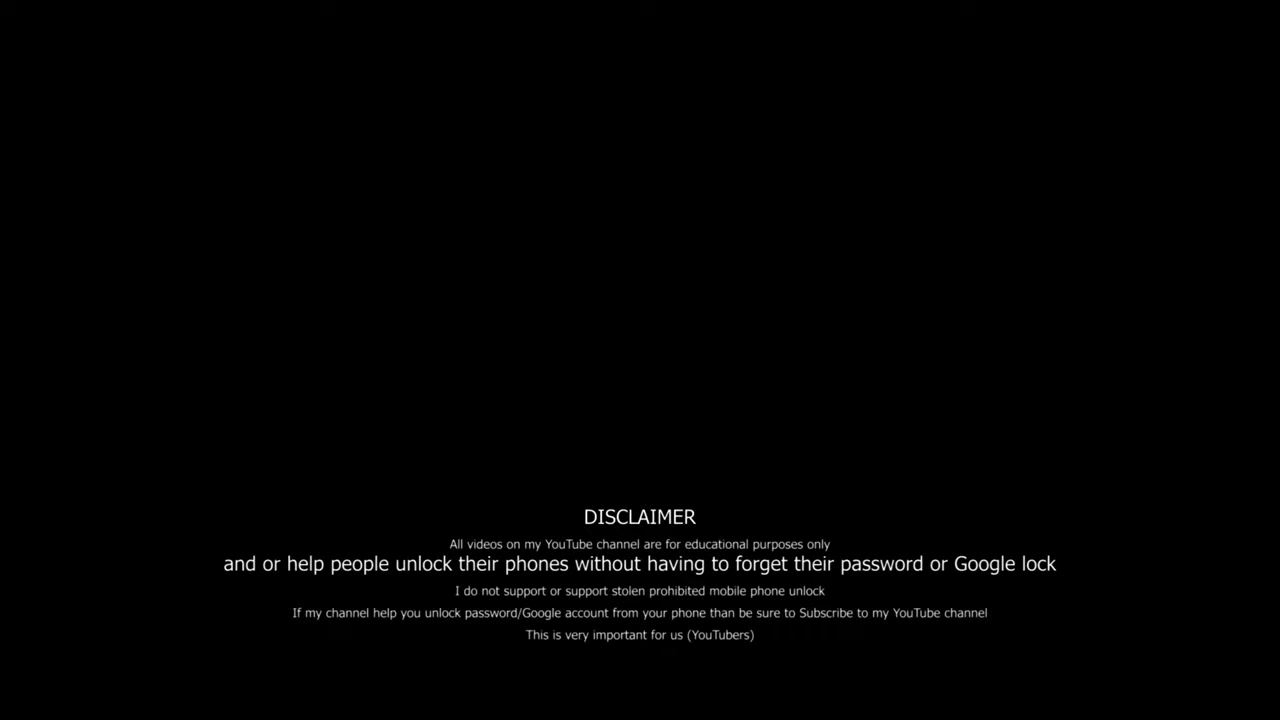 DISCLAIMER
All videos on my YouTube channel are for educational purposes only
and or help people unlock their phones without having to forget their password or Google lock
I do not support or support stolen prohibited mobile phone unlock
If my channel help you unlock password/Google account from your phone than be sure to Subscribe to my YouTube channel
This is very important for us (YouTubers)